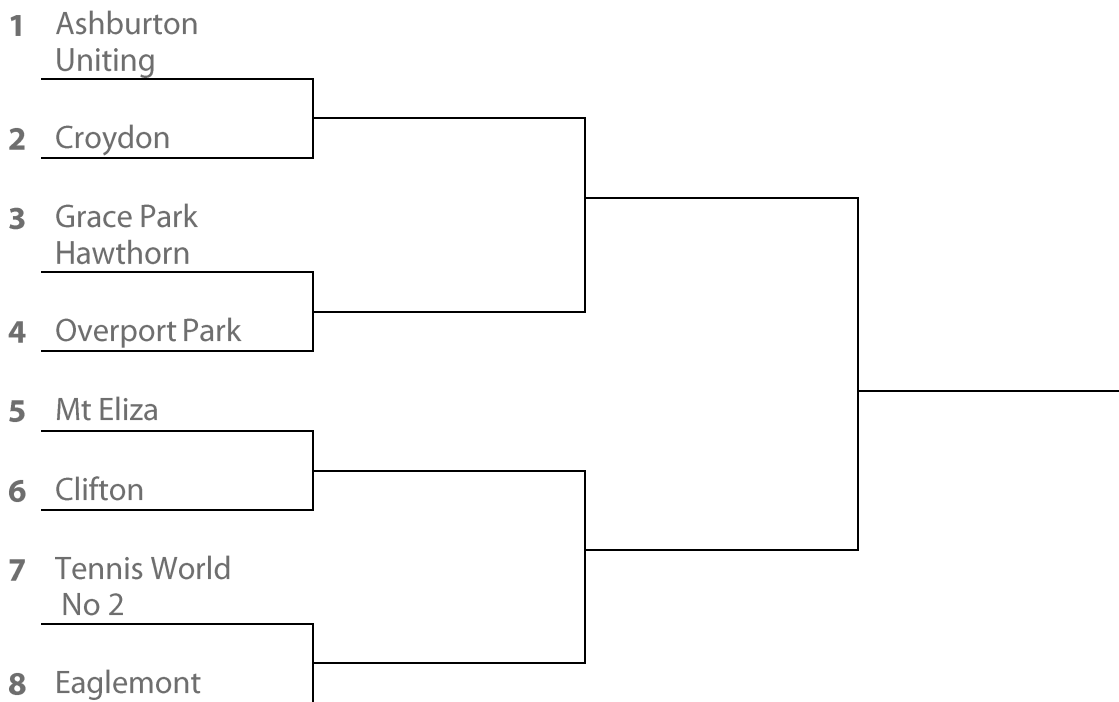 1 Ashburton
Uniting
2 Croydon
3 Grace Park
Hawthorn
4 Overport Park
5 Mt Eliza
6 Clifton
7 Tennis World
No 2
8 Eaglemont